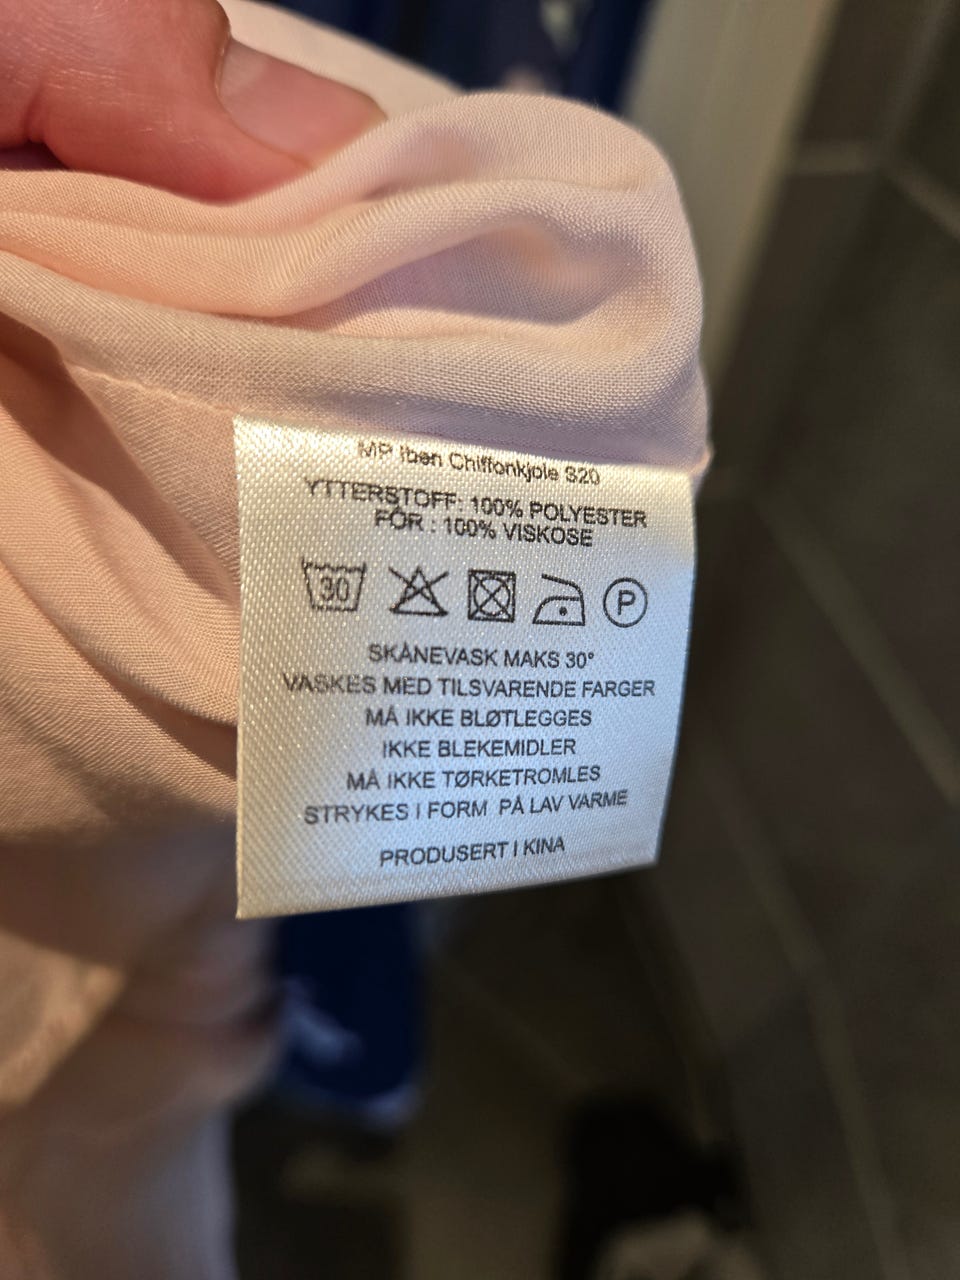 MP Iben Chiffonkjole S20
YTTERSTOFF: 100% POLYESTER
FÔR : 100% VISKOSE
30 P
SKÅNEVASK MAKS 30°
VASKES MED TILSVARENDE FARGER
MÅ IKKE BLØTLEGGES
IKKE BLEKEMIDLER
MÅ IKKE TØRKETROMLES
STRYKES I FORM PÅ LAV VARME
PRODUSERT I KINA